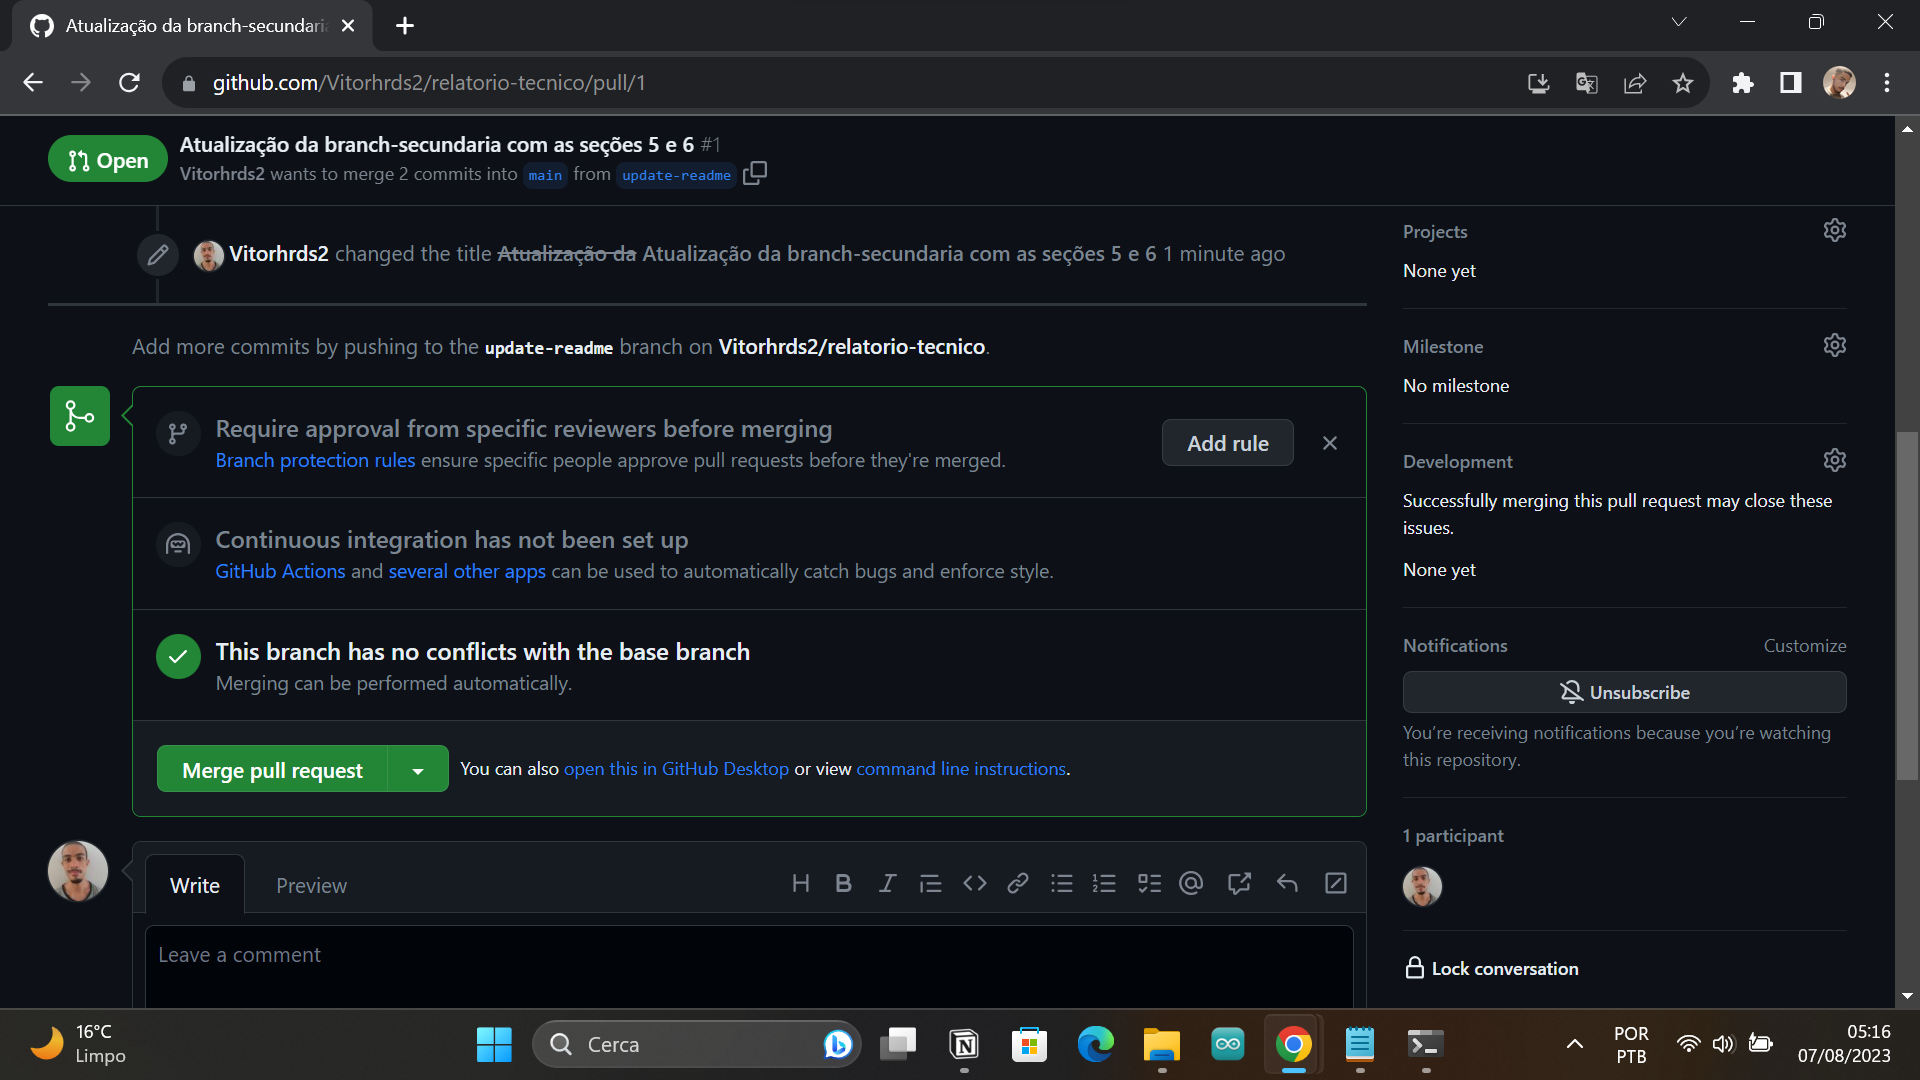 Atualização da branch-secundaria
github.com/Vitorhrds2/relatorio-tecnico/pull/1
Open
Atualização da branch-secundaria com as seções 5 e 6 #1
Vitorhrds2 wants to merge 2 commits into main from update-readme
Vitorhrds2 changed the title Atualização da Atualização da branch-secundaria com as seções 5 e 6 1 minute ago
Add more commits by pushing to the update-readme branch on Vitorhrds2/relatorio-tecnico.
Require approval from specific reviewers before merging
Branch protection rules ensure specific people approve pull requests before they're merged.
Add rule
Continuous integration has not been set up
GitHub Actions and several other apps can be used to automatically catch bugs and enforce style.
This branch has no conflicts with the base branch
Merging can be performed automatically.
Merge pull request
You can also open this in GitHub Desktop or view command line instructions.
Write
Preview
Leave a comment
Projects
None yet
Milestone
No milestone
Development
Successfully merging this pull request may close these
issues.
None yet
Notifications
Customize
Unsubscribe
You're receiving notifications because you're watching
this repository.
1 participant
Lock conversation
16°C
Limpo
Cerca
POR
PTB
05:16
07/08/2023